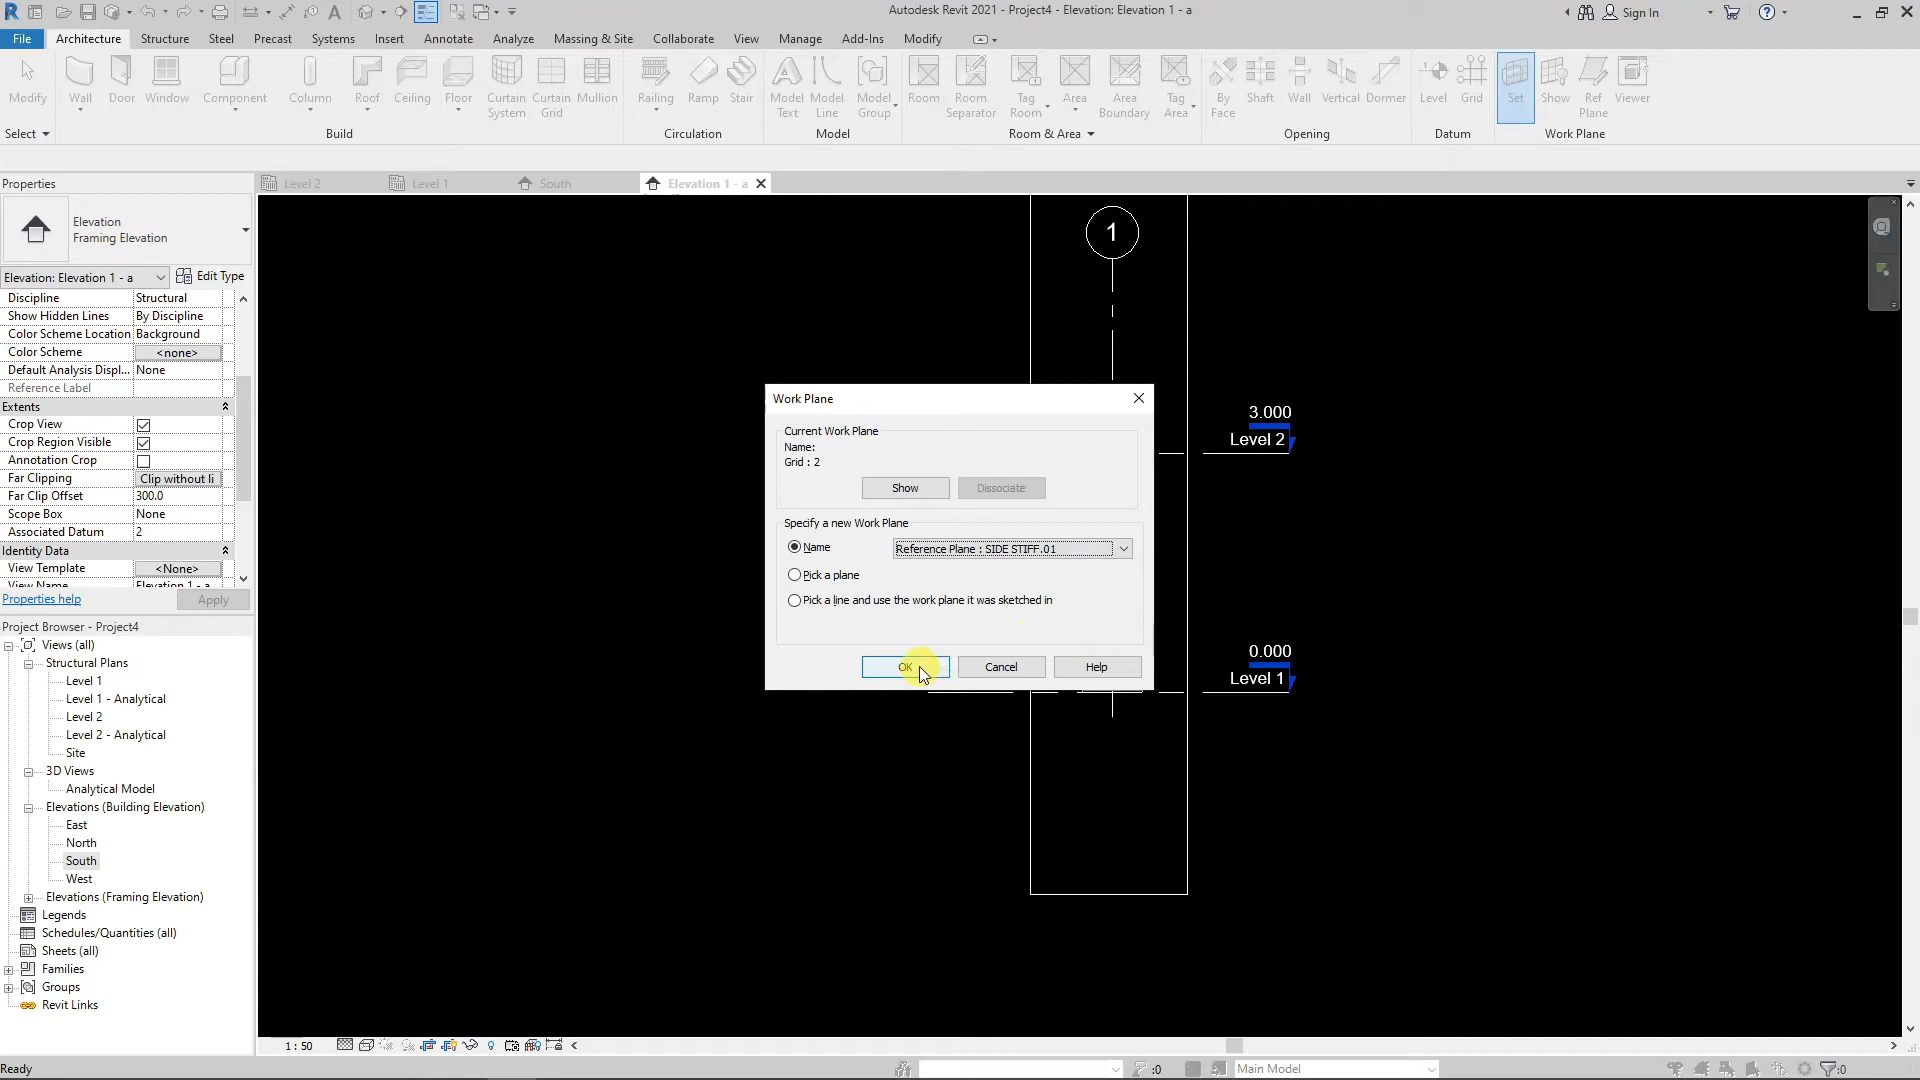 Autodesk Revit 2021 - Project4 - Elevation: Elevation 1 - a
Sign In
File
Architecture
Structure
Steel
Precast
Systems
Insert
Annotate
Analyze
Massing & Site
Collaborate
View
Manage
Add-Ins
Modify
Modify
Wall
Door
Window
Component
Column
Roof
Ceiling
Floor
Curtain System
Curtain Grid
Mullion
Railing
Ramp
Stair
Model Text
Model Line
Model Group
Room
Room Separator
Tag Room
Area
Area Boundary
Tag Area
By Face
Shaft
Wall
Vertical
Dormer
Level
Grid
Set
Show
Ref Plane
Viewer
Select
Build
Circulation
Model
Room & Area
Opening
Datum
Work Plane
Properties
Level 2
Level 1
South
Elevation 1 - a
Elevation
Framing Elevation
Elevation: Elevation 1 - a
Edit Type
Discipline Structural
Show Hidden Lines By Discipline
Color Scheme Location Background
Color Scheme <none>
Default Analysis Displ... None
Reference Label
Extents
Crop View
Crop Region Visible
Annotation Crop
Far Clipping Clip without li
Far Clip Offset 300.0
Scope Box None
Associated Datum 2
Identity Data
View Template <None>
View Name Elevation 1 - a
Properties help
Apply
Project Browser - Project4
Views (all)
Structural Plans
Level 1
Level 1 - Analytical
Level 2
Level 2 - Analytical
Site
3D Views
Analytical Model
Elevations (Building Elevation)
East
North
South
West
Elevations (Framing Elevation)
Legends
Schedules/Quantities (all)
Sheets (all)
Families
Groups
Revit Links
1
3.000
Level 2
0.000
Level 1
Work Plane
Current Work Plane
Name:
Grid : 2
Show
Dissociate
Specify a new Work Plane
Name
Reference Plane : SIDE STIFF.01
Pick a plane
Pick a line and use the work plane it was sketched in
OK
Cancel
Help
1 : 50
Ready
:0
Main Model
:0